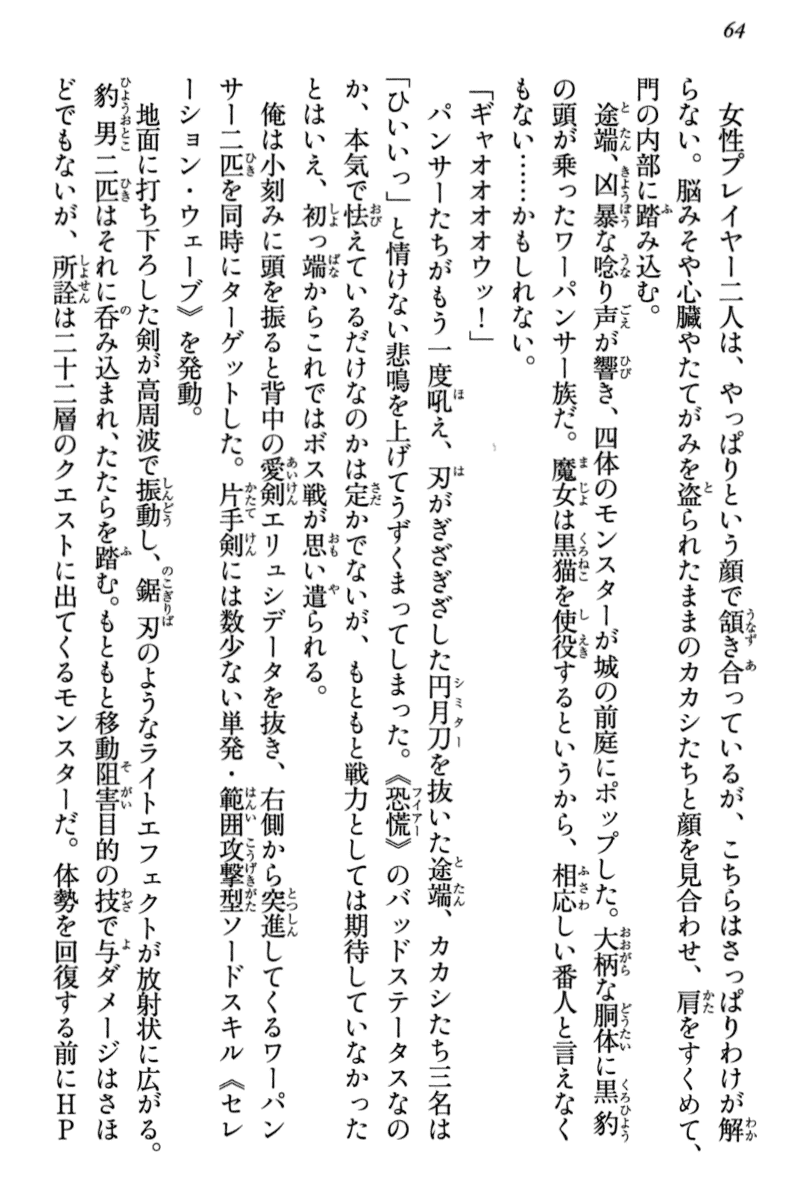 64
女性プレイヤー二人は、やっぱりという顔で頷き合っているが、こちらはさっぱりわけが解
らない。脳みそや心臓やたてがみを盗られたままのカカシたちと顔を見合わせ、肩をすくめて、
門の内部に踏み込む。
途端、凶暴な唸り声が響き、四体のモンスターが城の前庭にポップした。大柄な胴体に黒豹
の頭が乗ったワーパンサー族だ。魔女は黒猫を使役するというから、相応しい番人と言えなく
もない……かもしれない。
「ギャオオオオウッ！」
パンサーたちがもう一度吼え、刃がぎざぎざした円月刀を抜いた途端、カカシたち三名は
「ひいいっ」と情けない悲鳴を上げてうずくまってしまった。《恐慌》のバッドステータスなの
か、本気で怯えているだけなのかは定かでないが、もともと戦力としては期待していなかった
とはいえ、初っ端からこれではボス戦が思い遣られる。
俺は小刻みに頭を振ると背中の愛剣エリュシデータを抜き、右側から突進してくるワーパン
サー二匹を同時にターゲットした。片手剣には数少ない単発・範囲攻撃型ソードスキル《セレ
ーション・ウェーブ》を発動。
地面に打ち下ろした剣が高周波で振動し、鋸刃のようなライトエフェクトが放射状に広がる。
豹男二匹はそれに呑み込まれ、たたらを踏む。もともと移動阻害目的の技で与ダメージはさほ
どでもないが、所詮は二十二層のクエストに出てくるモンスターだ。体勢を回復する前にＨＰ